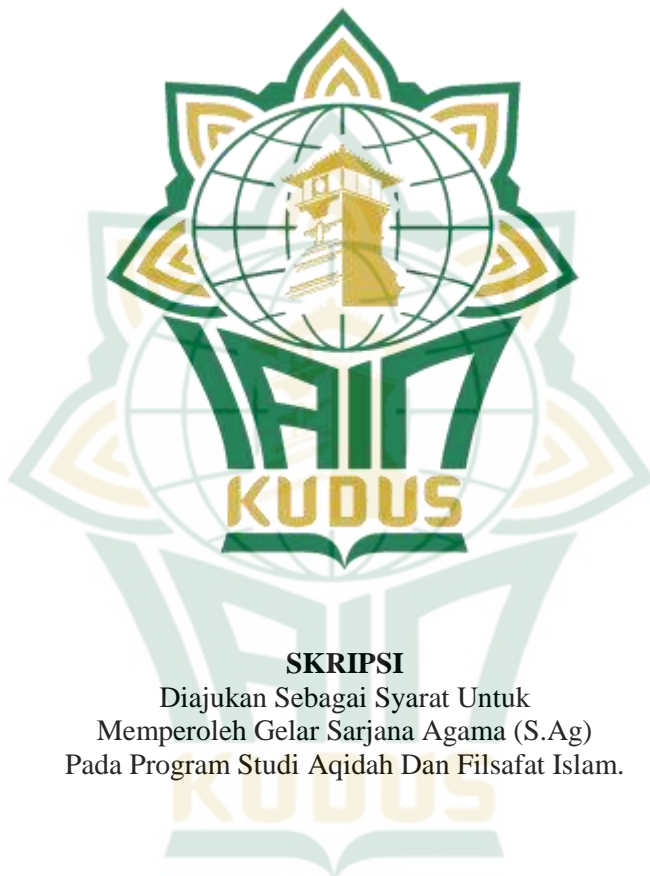 IAIN
KUDUS
SKRIPSI
Diajukan Sebagai Syarat Untuk
Memperoleh Gelar Sarjana Agama (S.Ag)
Pada Program Studi Aqidah Dan Filsafat Islam.
KUDUS